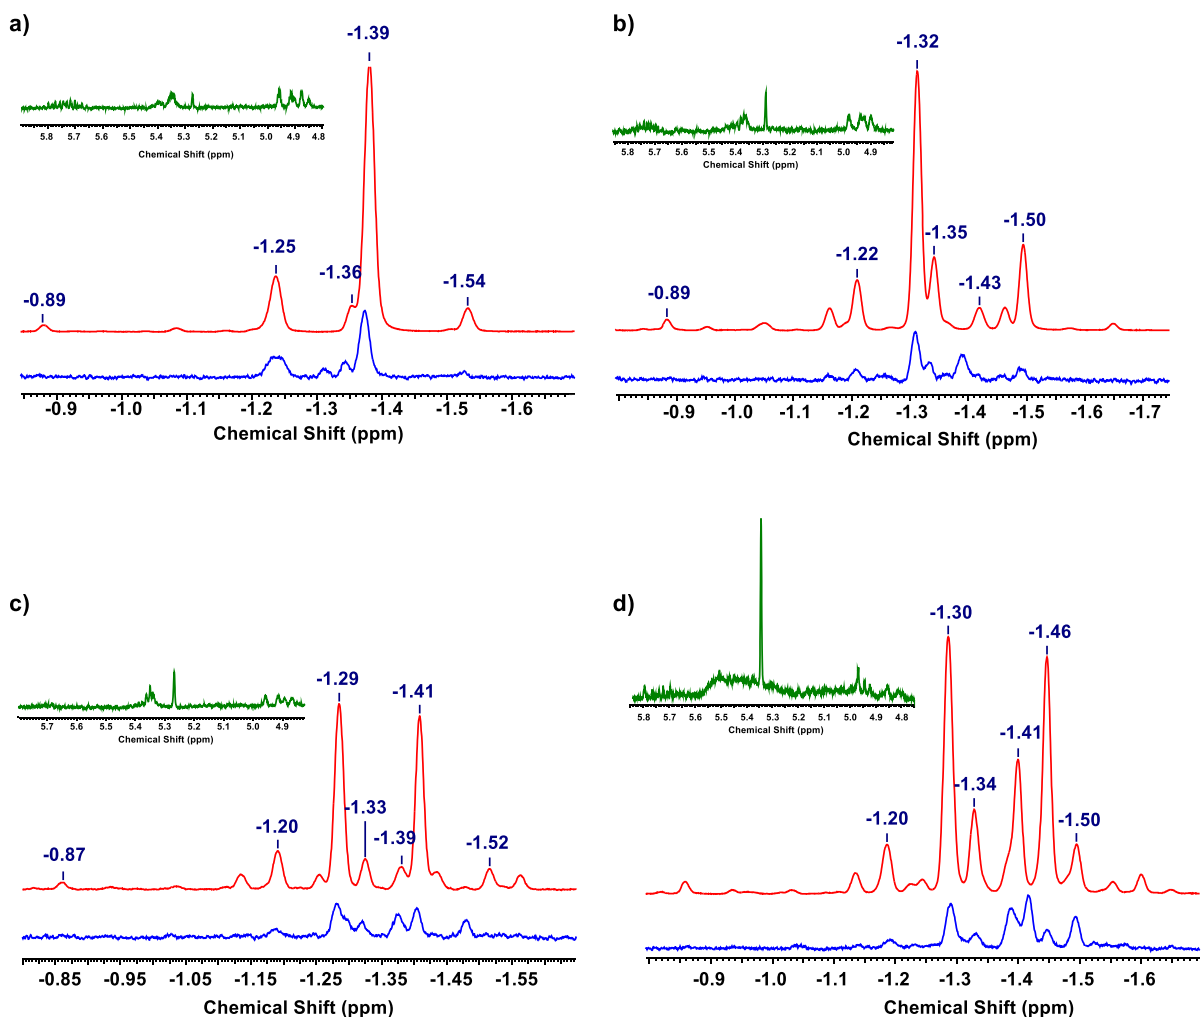 a)
-1.39
5.8 5.7 5.6 5.5 5.4 5.3 5.2 5.1 5.0 4.9 4.8
Chemical Shift (ppm)
-1.25
-1.36
-1.54
-0.89
-0.9 -1.0 -1.1 -1.2 -1.3 -1.4 -1.5 -1.6
Chemical Shift (ppm)
b)
-1.32
5.8 5.7 5.6 5.5 5.4 5.3 5.2 5.1 5.0 4.9
Chemical Shift (ppm)
-1.50
-1.35
-1.22
-1.43
-0.89
-0.9 -1.0 -1.1 -1.2 -1.3 -1.4 -1.5 -1.6 -1.7
Chemical Shift (ppm)
c)
-1.29
-1.41
5.7 5.6 5.5 5.4 5.3 5.2 5.1 5.0 4.9
Chemical Shift (ppm)
-1.33
-1.20
-1.39
-1.52
-0.87
-0.85 -0.95 -1.05 -1.15 -1.25 -1.35 -1.45 -1.55
Chemical Shift (ppm)
d)
-1.30
-1.46
5.8 5.7 5.6 5.5 5.4 5.3 5.2 5.1 5.0 4.9 4.8
Chemical Shift (ppm)
-1.41
-1.34
-1.20
-1.50
-0.9 -1.0 -1.1 -1.2 -1.3 -1.4 -1.5 -1.6
Chemical Shift (ppm)